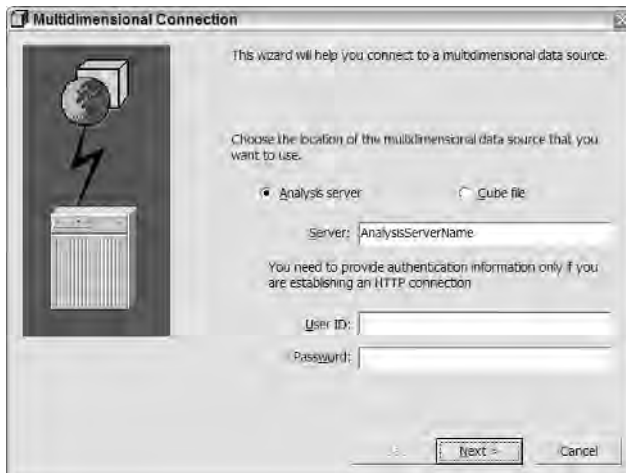 Multidimensional Connection
This wizard will help you connect to a multidimensional data source.
Choose the location of the multidimensional data source that you
want to use.
Analysis server
Cube file
Server: AnalysisServerName
You need to provide authentication information only if you
are establishing an HTTP connection
User ID:
Password:
Next >
Cancel